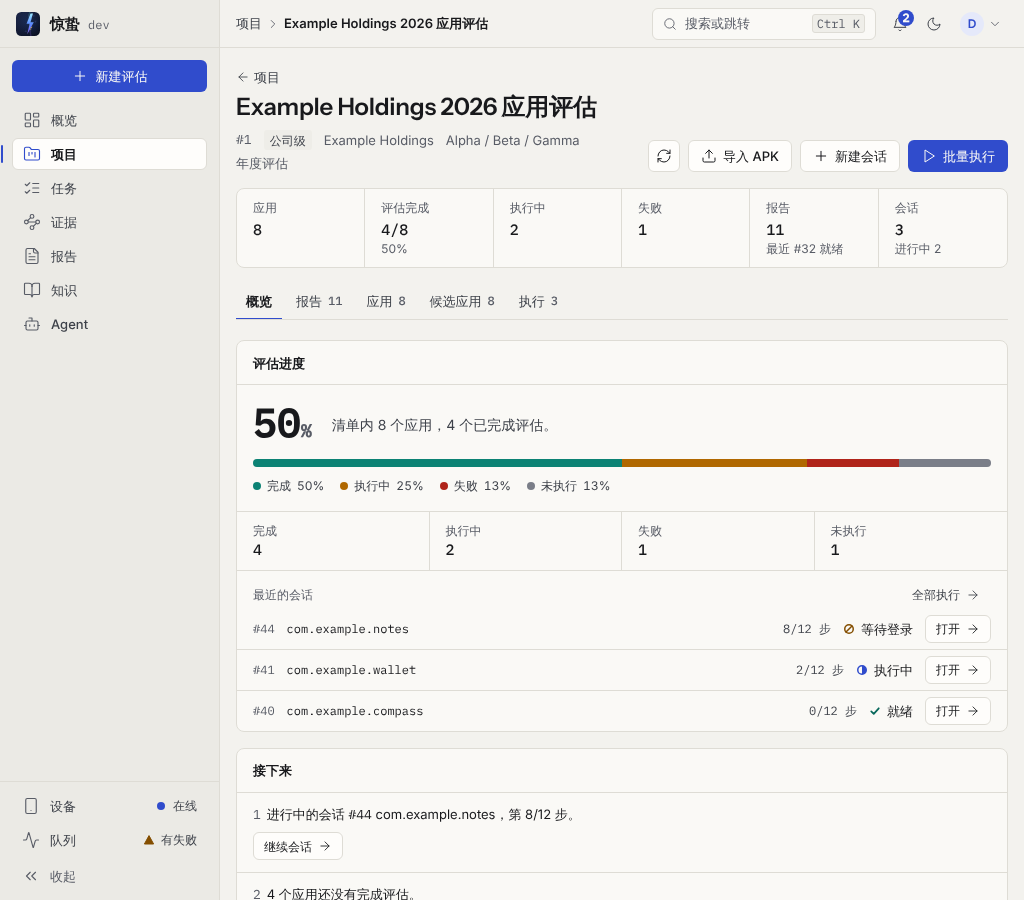 惊蛰 dev
项目 Example Holdings 2026 应用评估
搜索或跳转 Ctrl K
2
D
新建评估
概览
项目
任务
证据
报告
知识
Agent
设备 在线
队列 有失败
收起
项目
Example Holdings 2026 应用评估
#1 公司级 Example Holdings Alpha / Beta / Gamma
年度评估
导入 APK 新建会话 批量执行
应用 评估完成 执行中 失败 报告 会话
8 4/8 2 1 11 3
50% 最近 #32 就绪 进行中 2
概览 报告 11 应用 8 候选应用 8 执行 3
评估进度
50% 清单内 8 个应用，4 个已完成评估。
完成 50% 执行中 25% 失败 13% 未执行 13%
完成 执行中 失败 未执行
4 2 1 1
最近的会话 全部执行
#44 com.example.notes 8/12 步 等待登录 打开
#41 com.example.wallet 2/12 步 执行中 打开
#40 com.example.compass 0/12 步 就绪 打开
接下来
1 进行中的会话 #44 com.example.notes，第 8/12 步。
继续会话
2 4 个应用还没有完成评估。